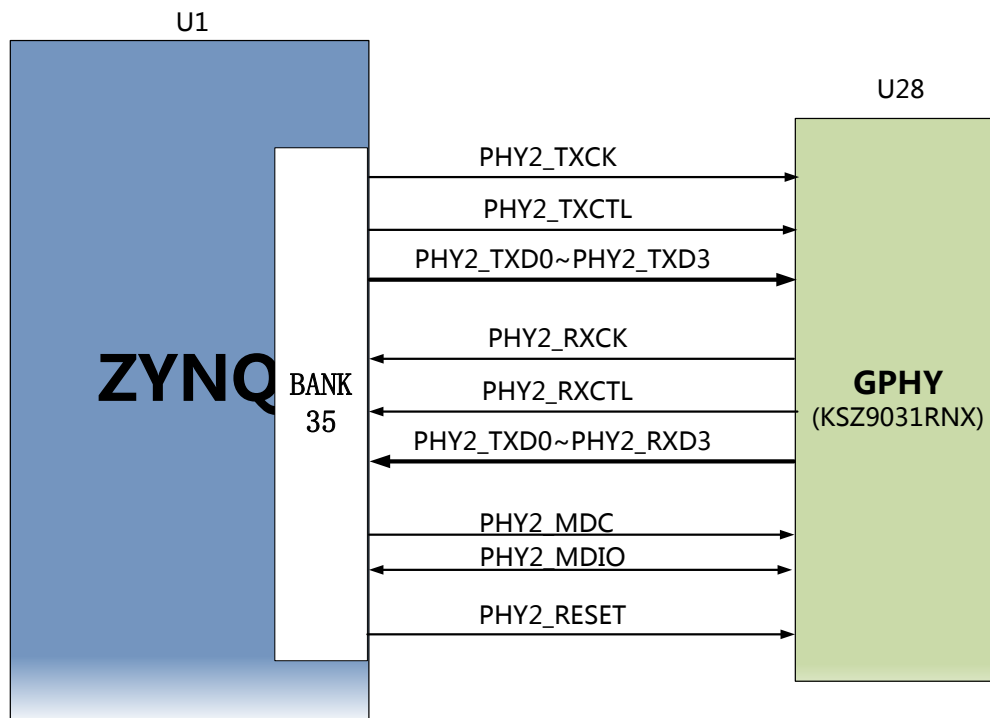 U1
U28
PHY2_TXCK
PHY2_TXCTL
PHY2_TXD0~PHY2_TXD3
PHY2_RXCK
ZYNQ
BANK
35
PHY2_RXCTL
GPHY
(KSZ9031RNX)
PHY2_TXD0~PHY2_RXD3
PHY2_MDC
PHY2_MDIO
PHY2_RESET